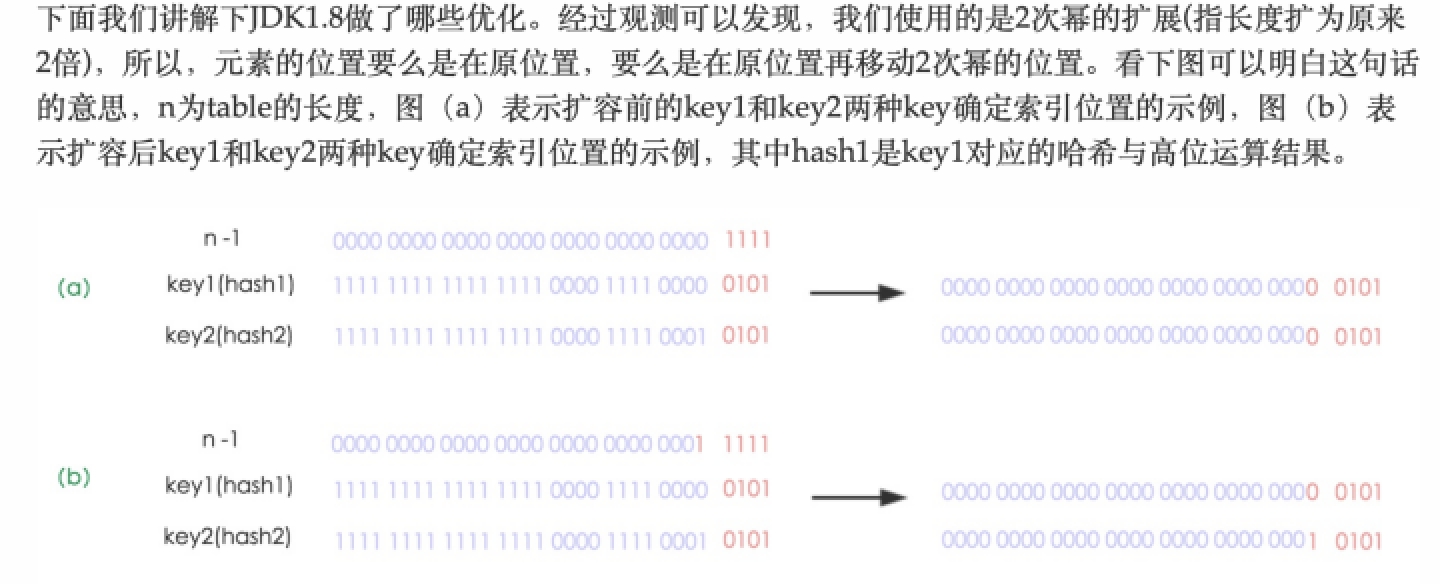 下面我们讲解下JDK1.8做了哪些优化。经过观测可以发现，我们使用的是2次幂的扩展(指长度扩为原来
2倍)，所以，元素的位置要么是在原位置，要么是在原位置再移动2次幂的位置。看下图可以明白这句话
的意思，n为table的长度，图（a）表示扩容前的key1和key2两种key确定索引位置的示例，图（b）表
示扩容后key1和key2两种key确定索引位置的示例，其中hash1是key1对应的哈希与高位运算结果。
n -1 0000 0000 0000 0000 0000 0000 0000 1111
(a) key1(hash1) 1111 1111 1111 1111 0000 1111 0000 0101 0000 0000 0000 0000 0000 0000 0000 0101
key2(hash2) 1111 1111 1111 1111 0000 1111 0001 0101 0000 0000 0000 0000 0000 0000 0000 0101
n -1 0000 0000 0000 0000 0000 0000 0001 1111
(b) key1(hash1) 1111 1111 1111 1111 0000 1111 0000 0101 0000 0000 0000 0000 0000 0000 0000 0101
key2(hash2) 1111 1111 1111 1111 0000 1111 0001 0101 0000 0000 0000 0000 0000 0000 0001 0101